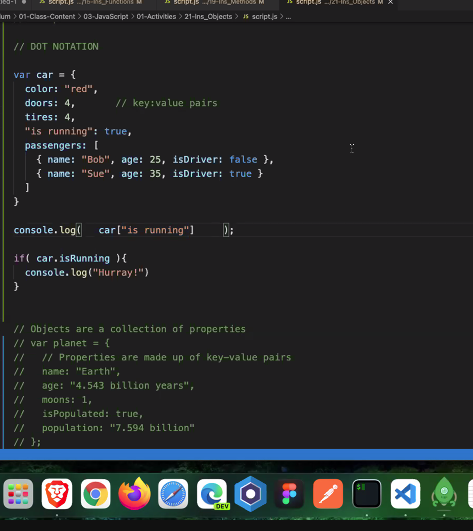 script.js …/16-Ins_Functions
script.js …/19-Ins_Methods
script.js …/21-Ins_Objects
01-Class-Content > 03-JavaScript > 01-Activities > 21-Ins_Objects > script.js > …
// DOT NOTATION
var car = {
color: "red",
doors: 4, // key:value pairs
tires: 4,
"is running": true,
passengers: [
{ name: "Bob", age: 25, isDriver: false },
{ name: "Sue", age: 35, isDriver: true }
]
}
console.log( car["is running"] );
if( car.isRunning ){
console.log("Hurray!")
}
// Objects are a collection of properties
// var planet = {
// // Properties are made up of key-value pairs
// name: "Earth",
// age: "4.543 billion years",
// moons: 1,
// isPopulated: true,
// population: "7.594 billion"
// };
DEV